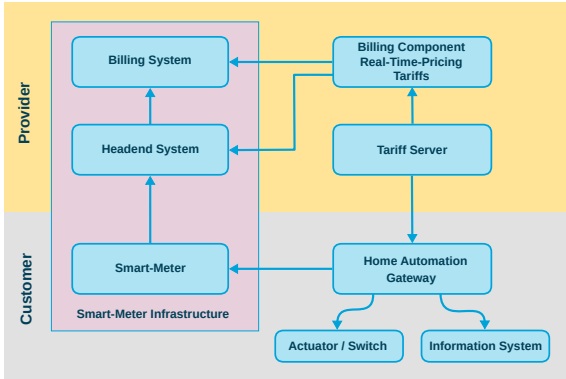 Provider
Billing System
Billing Component
Real-Time-Pricing
Tariffs
Headend System
Tariff Server
Customer
Smart-Meter
Home Automation
Gateway
Smart-Meter Infrastructure
Actuator / Switch
Information System